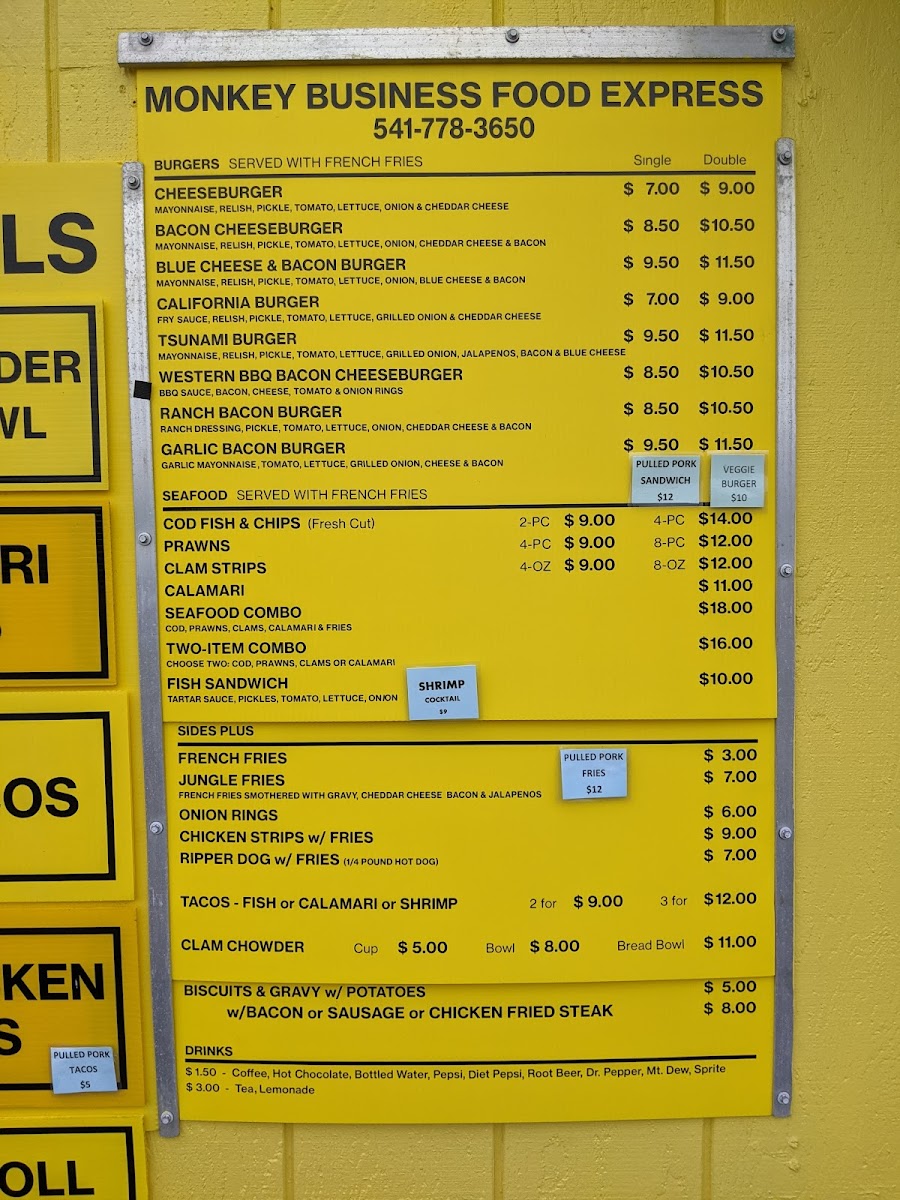 MONKEY BUSINESS FOOD EXPRESS
541-778-3650
BURGERS SERVED WITH FRENCH FRIES Single Double
CHEESEBURGER $ 7.00 $ 9.00
MAYONNAISE, RELISH, PICKLE, TOMATO, LETTUCE, ONION & CHEDDAR CHEESE
BACON CHEESEBURGER $ 8.50 $10.50
MAYONNAISE, RELISH, PICKLE, TOMATO, LETTUCE, ONION, CHEDDAR CHEESE & BACON
BLUE CHEESE & BACON BURGER $ 9.50 $ 11.50
MAYONNAISE, RELISH, PICKLE, TOMATO, LETTUCE, ONION, BLUE CHEESE & BACON
CALIFORNIA BURGER $ 7.00 $ 9.00
FRY SAUCE, RELISH, PICKLE, TOMATO, LETTUCE, GRILLED ONION & CHEDDAR CHEESE
TSUNAMI BURGER $ 9.50 $ 11.50
MAYONNAISE, RELISH, PICKLE, TOMATO, LETTUCE, GRILLED ONION, JALAPENOS, BACON & BLUE CHEESE
WESTERN BBQ BACON CHEESEBURGER $ 8.50 $10.50
BBQ SAUCE, BACON, CHEESE, TOMATO & ONION RINGS
RANCH BACON BURGER $ 8.50 $10.50
RANCH DRESSING, PICKLE, TOMATO, LETTUCE, ONION, CHEDDAR CHEESE & BACON
GARLIC BACON BURGER $ 9.50 $ 11.50
GARLIC MAYONNAISE, TOMATO, LETTUCE, GRILLED ONION, CHEESE & BACON
PULLED PORK
SANDWICH
$12
VEGGIE
BURGER
$10
SEAFOOD SERVED WITH FRENCH FRIES
COD FISH & CHIPS (Fresh Cut) 2-PC $ 9.00 4-PC $14.00
PRAWNS 4-PC $ 9.00 8-PC $12.00
CLAM STRIPS 4-OZ $ 9.00 8-OZ $12.00
CALAMARI $ 11.00
SEAFOOD COMBO $18.00
COD, PRAWNS, CLAMS, CALAMARI & FRIES
TWO-ITEM COMBO $16.00
CHOOSE TWO: COD, PRAWNS, CLAMS OR CALAMARI
FISH SANDWICH $10.00
TARTAR SAUCE, PICKLES, TOMATO, LETTUCE, ONION
SHRIMP
COCKTAIL
$9
SIDES PLUS
FRENCH FRIES $ 3.00
JUNGLE FRIES $ 7.00
FRENCH FRIES SMOTHERED WITH GRAVY, CHEDDAR CHEESE BACON & JALAPENOS
PULLED PORK
FRIES
$12
ONION RINGS $ 6.00
CHICKEN STRIPS w/ FRIES $ 9.00
RIPPER DOG w/ FRIES (1/4 POUND HOT DOG) $ 7.00
TACOS - FISH or CALAMARI or SHRIMP 2 for $ 9.00 3 for $12.00
CLAM CHOWDER Cup $ 5.00 Bowl $ 8.00 Bread Bowl $ 11.00
BISCUITS & GRAVY w/ POTATOES $ 5.00
w/BACON or SAUSAGE or CHICKEN FRIED STEAK $ 8.00
DRINKS
$ 1.50 - Coffee, Hot Chocolate, Bottled Water, Pepsi, Diet Pepsi, Root Beer, Dr. Pepper, Mt. Dew, Sprite
$ 3.00 - Tea, Lemonade
LS
DER
WL
RI
OS
KEN
S
PULLED PORK
TACOS
$5
OLL